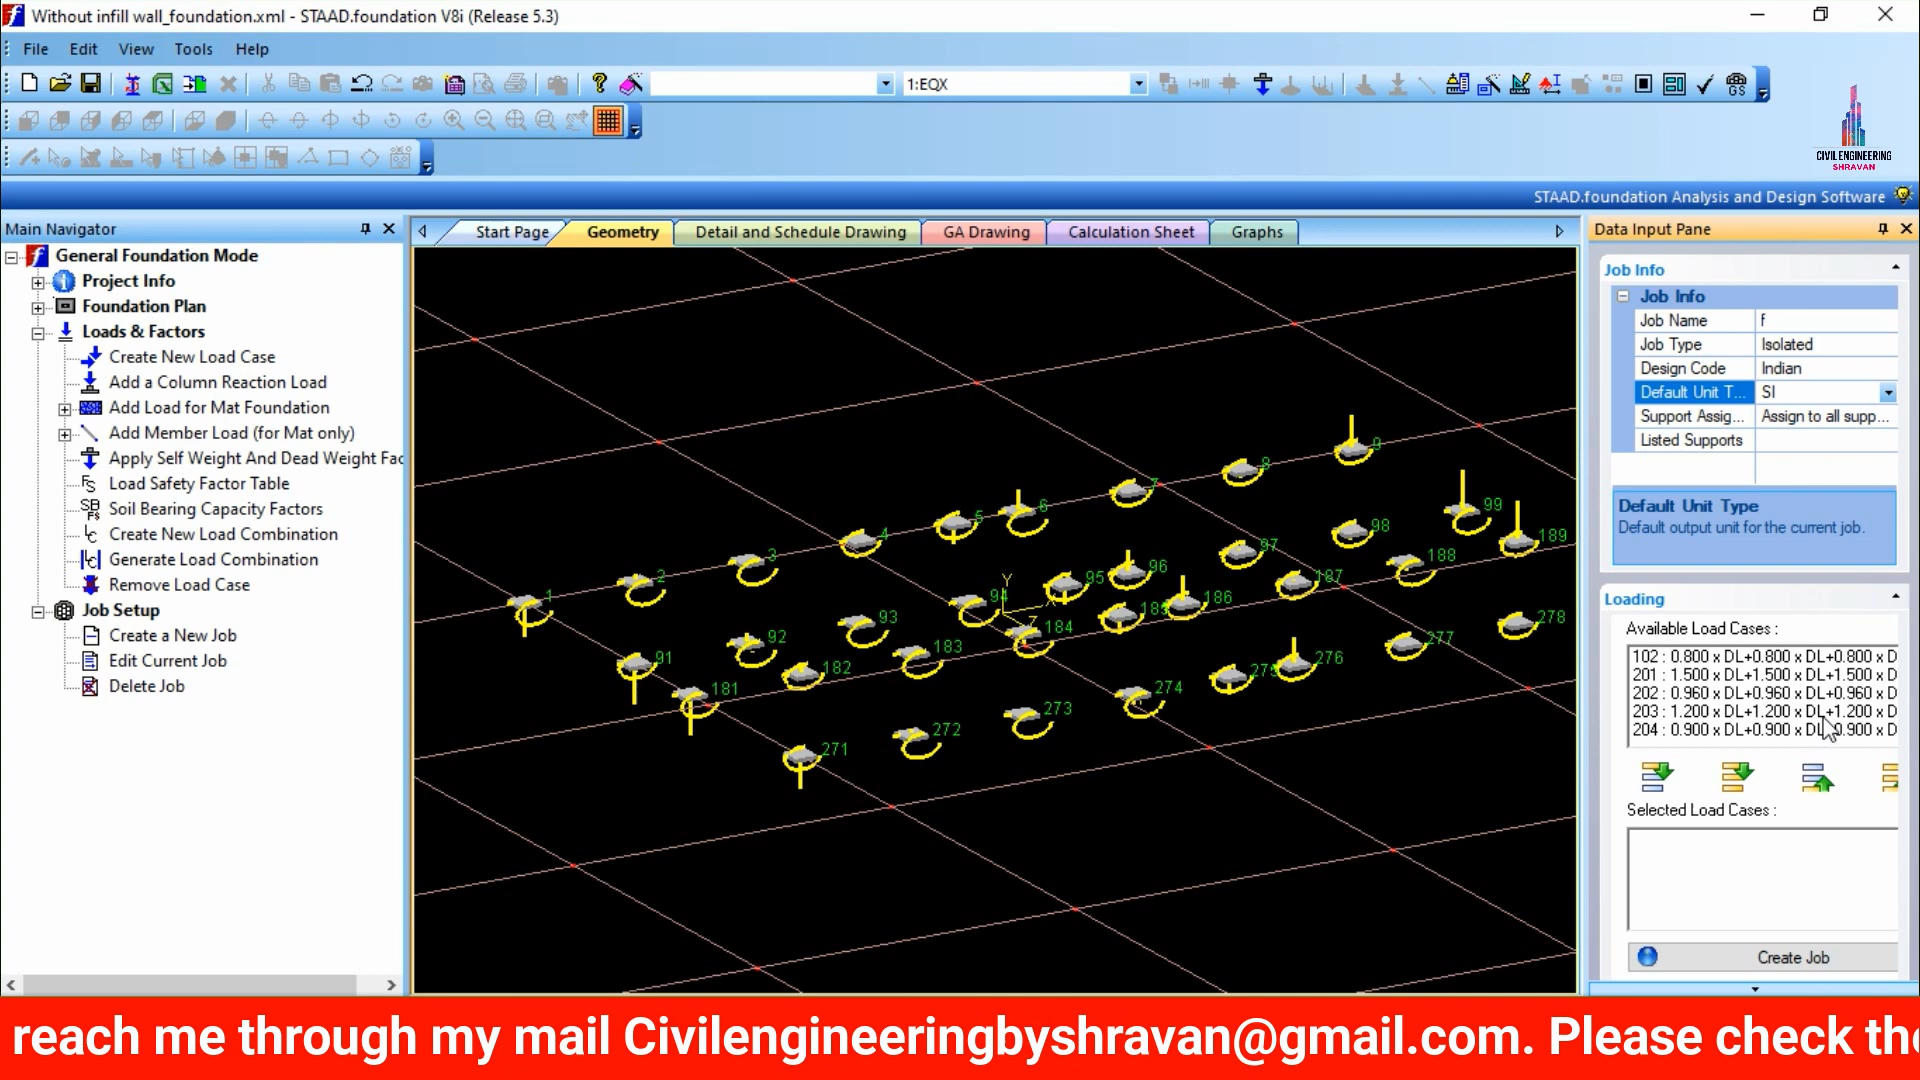 Without infill wall_foundation.xml - STAAD.foundation V8i (Release 5.3)
File Edit View Tools Help
1:EQX
GS
CIVIL ENGINEERING
SHRAVAN
STAAD.foundation Analysis and Design Software
Main Navigator
General Foundation Mode
Project Info
Foundation Plan
Loads & Factors
Create New Load Case
Add a Column Reaction Load
Add Load for Mat Foundation
Add Member Load (for Mat only)
Apply Self Weight And Dead Weight Fac
Load Safety Factor Table
Soil Bearing Capacity Factors
Create New Load Combination
Generate Load Combination
Remove Load Case
Job Setup
Create a New Job
Edit Current Job
Delete Job
Start Page Geometry Detail and Schedule Drawing GA Drawing Calculation Sheet Graphs
1 2 3 4 5 6 7 8 9
91 92 93 94 95 96 97 98 99
181 182 183 184 185 186 187 188 189
271 272 273 274 275 276 277 278
Y
X
Z
Data Input Pane
Job Info
Job Info
Job Name f
Job Type Isolated
Design Code Indian
Default Unit T... SI
Support Assig... Assign to all supp...
Listed Supports
Default Unit Type
Default output unit for the current job.
Loading
Available Load Cases :
102 : 0.800 x DL+0.800 x DL+0.800 x D
201 : 1.500 x DL+1.500 x DL+1.500 x D
202 : 0.960 x DL+0.960 x DL+0.960 x D
203 : 1.200 x DL+1.200 x DL+1.200 x D
204 : 0.900 x DL+0.900 x DL+0.900 x D
Selected Load Cases :
Create Job
reach me through my mail Civilengineeringbyshravan@gmail.com. Please check the